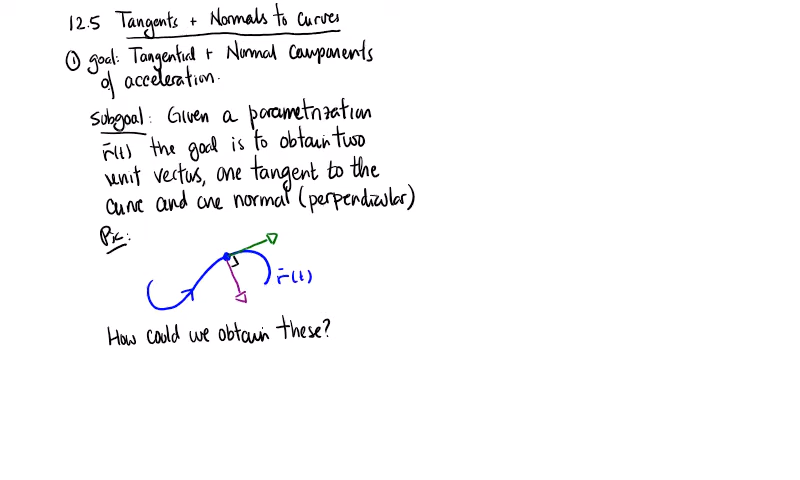 12.5 Tangents + Normals to Curves
① goal: Tangential + Normal Components
of acceleration.
Subgoal: Given a parametrization
r̄(t) the goal is to obtain two
unit vectors, one tangent to the
curve and one normal (perpendicular)
Pic:
r̄(t)
How could we obtain these?